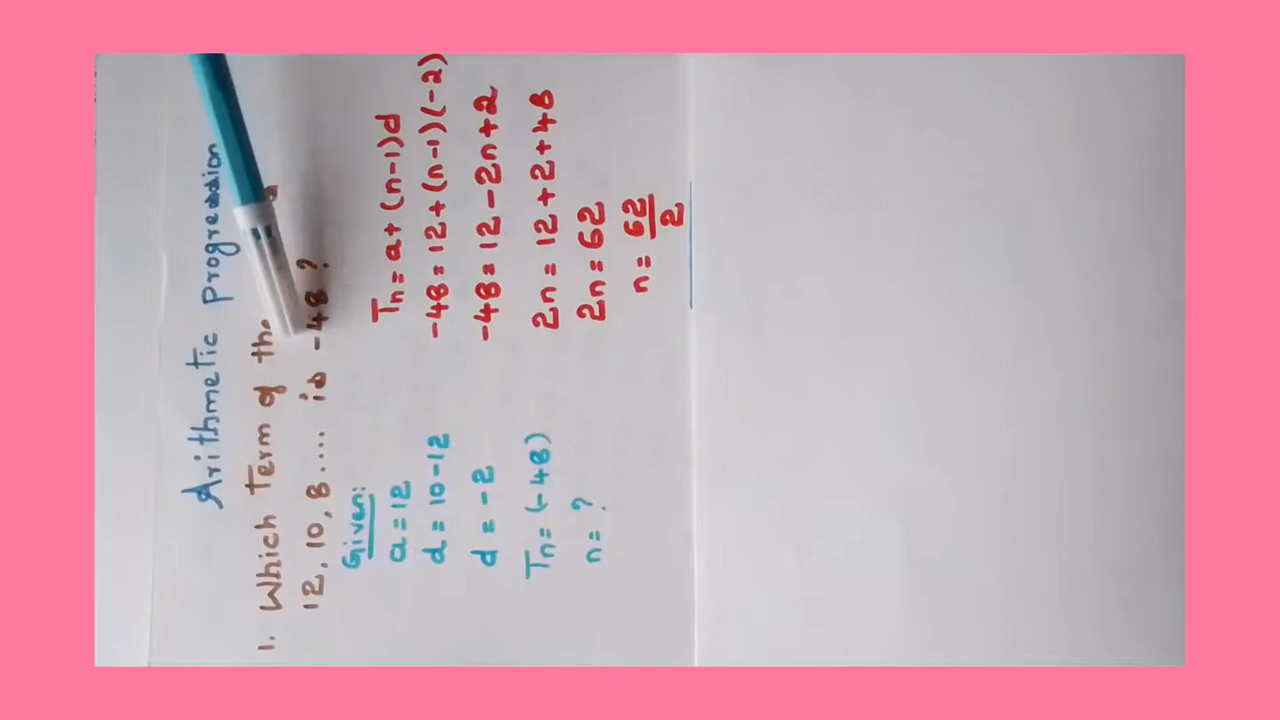 Arithmetic progression
1. Which Term of the
12, 10, 8.... is -48?
Given:
a = 12
d = 10-12
d = -2
Tn = (-48)
n = ?
Tn = a+(n-1)d
-48 = 12+(n-1)(-2)
-48 = 12-2n+2
2n = 12+2+48
2n = 62
n = 62/2